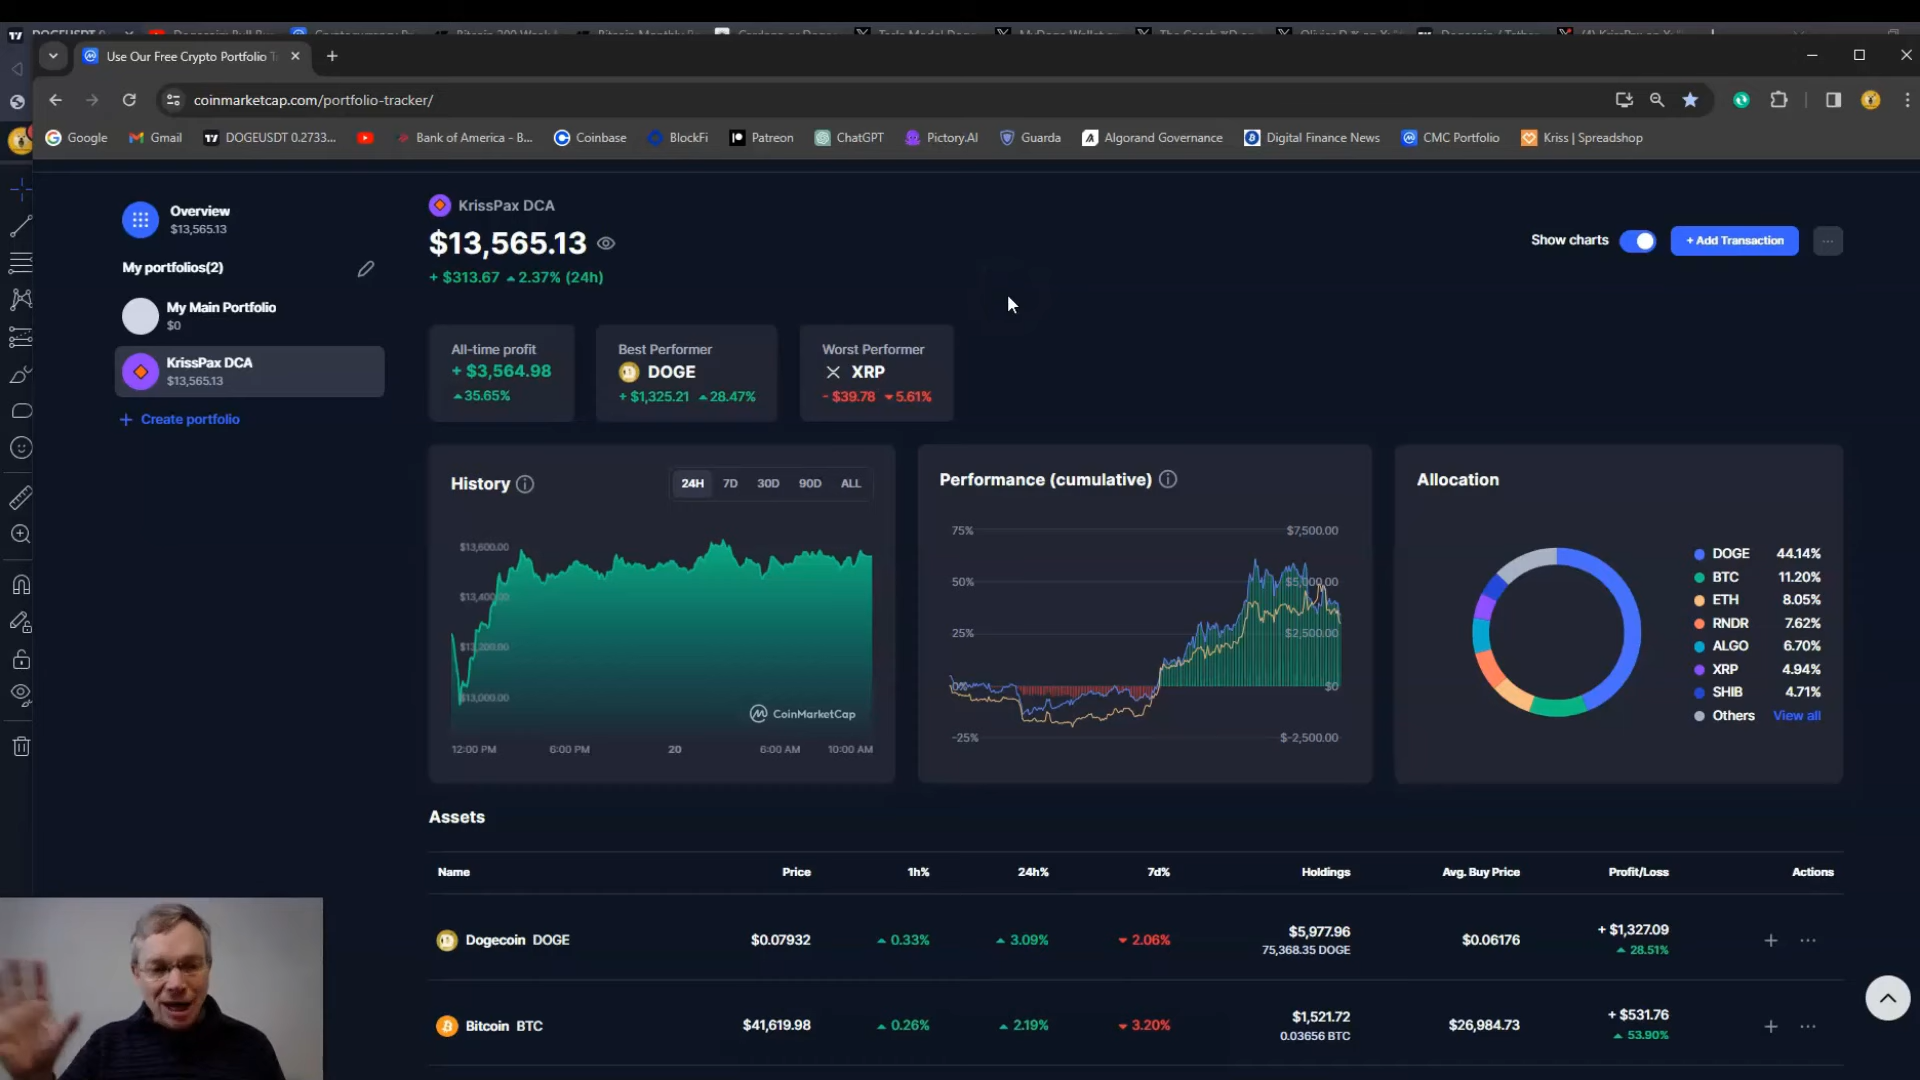 Use Our Free Crypto Portfolio T
coinmarketcap.com/portfolio-tracker/
Google
Gmail
DOGEUSDT 0.2733...
Bank of America - B...
Coinbase
BlockFi
Patreon
ChatGPT
Pictory.AI
Guarda
Algorand Governance
Digital Finance News
CMC Portfolio
Kriss | Spreadshop
Overview
$13,565.13
My portfolios(2)
My Main Portfolio
$0
KrissPax DCA
$13,565.13
+ Create portfolio
KrissPax DCA
$13,565.13
+ $313.67 2.37% (24h)
Show charts
+ Add Transaction
All-time profit
+ $3,564.98
35.65%
Best Performer
DOGE
+ $1,325.21 28.47%
Worst Performer
XRP
- $39.78 5.61%
History
24H 7D 30D 90D ALL
$13,600.00
$13,400.00
$13,200.00
$13,000.00
CoinMarketCap
12:00 PM 6:00 PM 20 6:00 AM 10:00 AM
Performance (cumulative)
75% $7,500.00
50% $5,000.00
25% $2,500.00
0% $0
-25% $-2,500.00
Allocation
DOGE 44.14%
BTC 11.20%
ETH 8.05%
RNDR 7.62%
ALGO 6.70%
XRP 4.94%
SHIB 4.71%
Others View all
Assets
Name Price 1h% 24h% 7d% Holdings Avg. Buy Price Profit/Loss Actions
Dogecoin DOGE $0.07932 0.33% 3.09% 2.06% $5,977.96 $0.06176 + $1,327.09
75,368.35 DOGE 28.51%
Bitcoin BTC $41,619.98 0.26% 2.19% 3.20% $1,521.72 $26,984.73 + $531.76
0.03656 BTC 53.90%